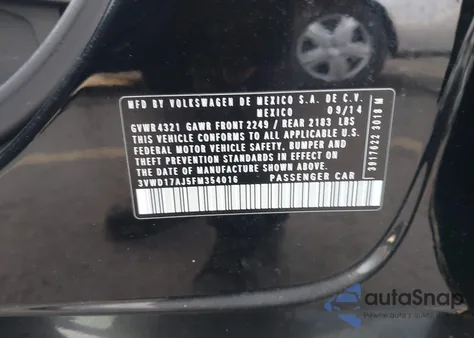 MFD BY VOLKSWAGEN DE MEXICO S.A. DE C.V.
MEXICO 09/14
GVWR 4321 GAWR FRONT 2249 / REAR 2183 LBS
THIS VEHICLE CONFORMS TO ALL APPLICABLE U.S.
FEDERAL MOTOR VEHICLE SAFETY, BUMPER AND
THEFT PREVENTION STANDARDS IN EFFECT ON THE
DATE OF MANUFACTURE SHOWN ABOVE.
3VWD17AJ5FM354016 PASSENGER CAR
3917622 3019 M
autoSnap